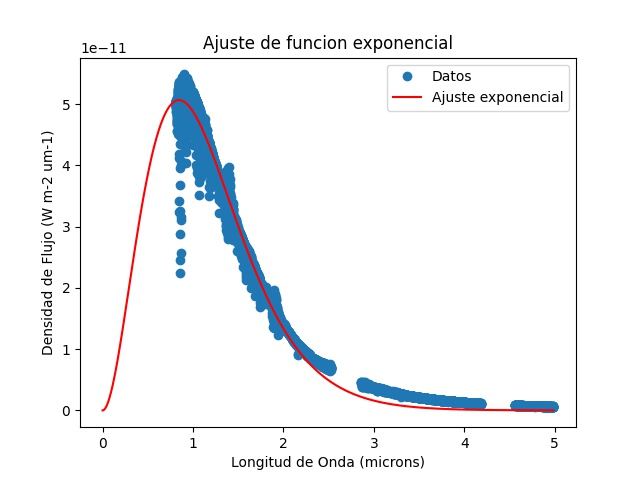 Ajuste de funcion exponencial
1e−11
Datos
Ajuste exponencial
5
4
3
2
1
0
Densidad de Flujo (W m-2 um-1)
0 1 2 3 4 5
Longitud de Onda (microns)